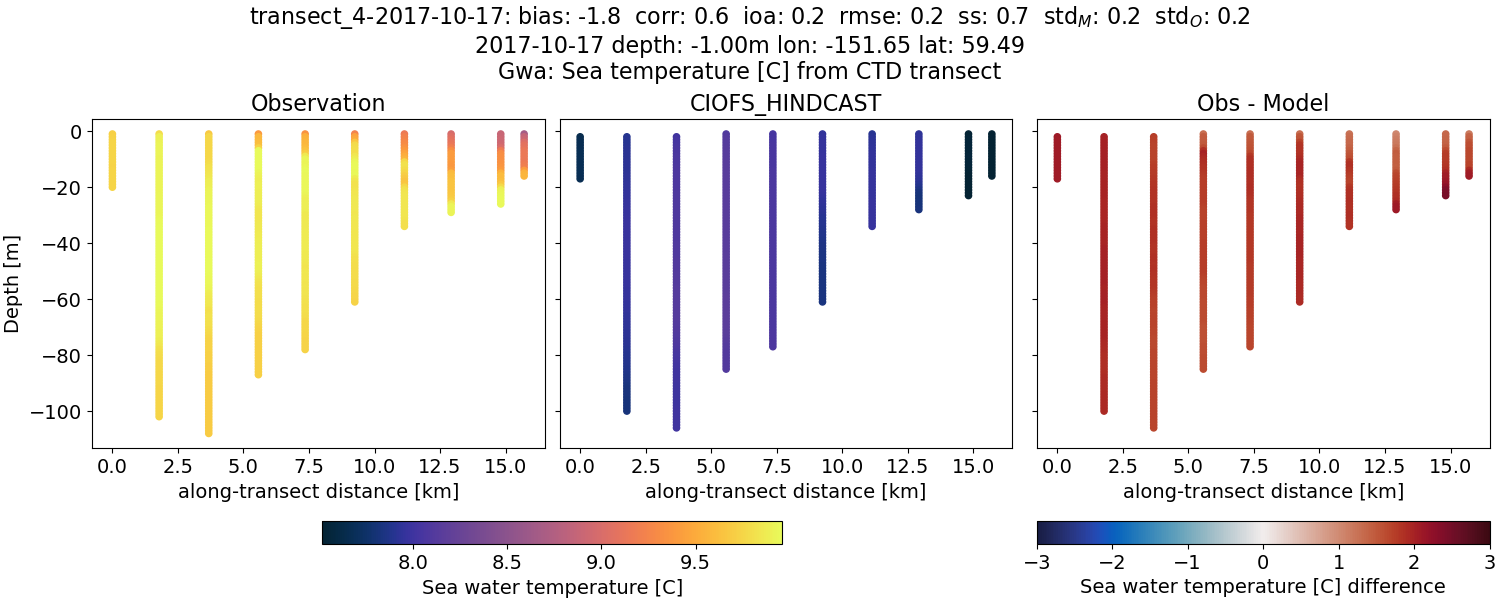 transect_4-2017-10-17: bias: -1.8  corr: 0.6  ioa: 0.2  rmse: 0.2  ss: 0.7  std_M: 0.2  std_O: 0.2
2017-10-17 depth: -1.00m lon: -151.65 lat: 59.49
Gwa: Sea temperature [C] from CTD transect
Observation
CIOFS_HINDCAST
Obs - Model
Depth [m]
0
−20
−40
−60
−80
−100
0.0 2.5 5.0 7.5 10.0 12.5 15.0
0.0 2.5 5.0 7.5 10.0 12.5 15.0
0.0 2.5 5.0 7.5 10.0 12.5 15.0
along-transect distance [km]
along-transect distance [km]
along-transect distance [km]
8.0 8.5 9.0 9.5
Sea water temperature [C]
−3 −2 −1 0 1 2 3
Sea water temperature [C] difference